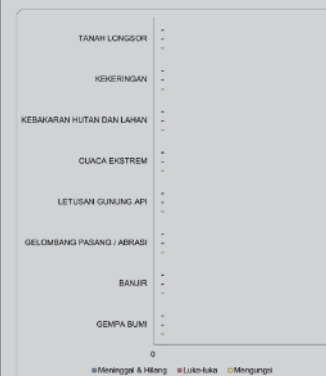 TANAH LONGSOR
-
-
-
KEKERINGAN
-
-
-
KEBAKARAN HUTAN DAN LAHAN
-
-
-
CUACA EKSTREM
-
-
-
LETUSAN GUNUNG API
-
-
-
GELOMBANG PASANG / ABRASI
-
-
-
BANJIR
-
-
-
GEMPA BUMI
-
-
-
0
Meninggal & Hilang Luka-luka Mengungsi